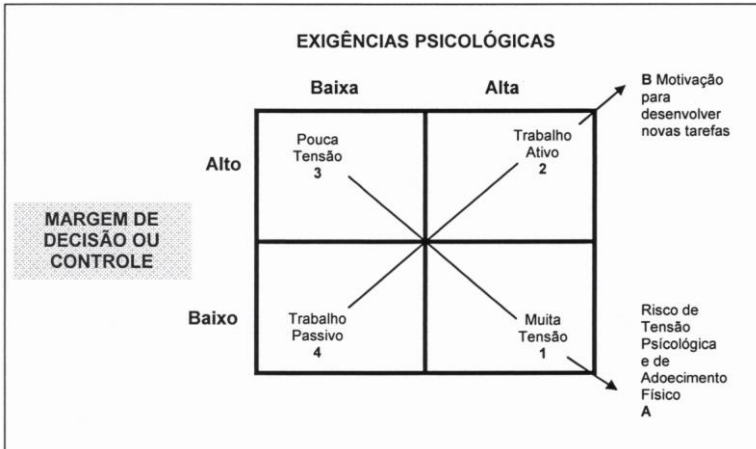 EXIGÊNCIAS PSICOLÓGICAS
Baixa
Alta
B Motivação
para
desenvolver
novas tarefas
Alto
Pouca
Tensão
3
Trabalho
Ativo
2
MARGEM DE
DECISÃO OU
CONTROLE
Baixo
Trabalho
Passivo
4
Muita
Tensão
1
Risco de
Tensão
Psicológica
e de
Adoecimento
Físico
A